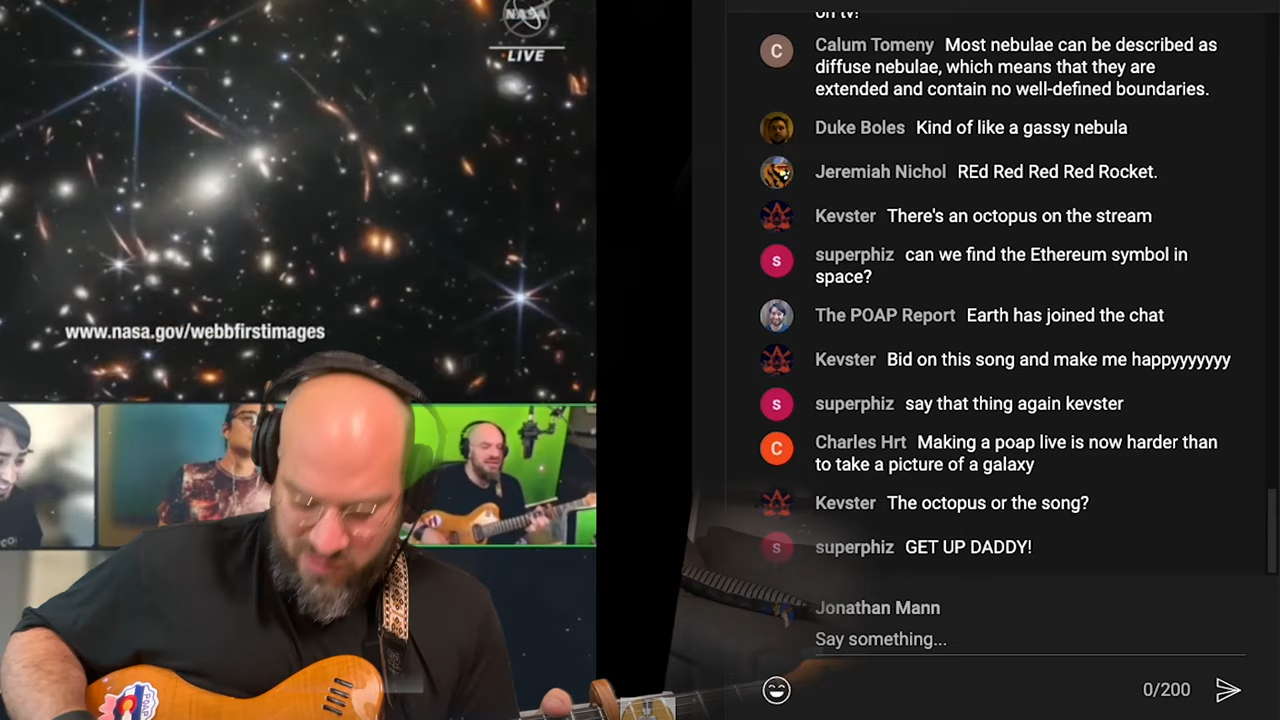 NASA
LIVE
www.nasa.gov/webbfirstimages
POAP
on tv!
Calum Tomeny Most nebulae can be described as
diffuse nebulae, which means that they are
extended and contain no well-defined boundaries.
Duke Boles Kind of like a gassy nebula
Jeremiah Nichol REd Red Red Red Rocket.
Kevster There's an octopus on the stream
superphiz can we find the Ethereum symbol in
space?
The POAP Report Earth has joined the chat
Kevster Bid on this song and make me happyyyyyyy
superphiz say that thing again kevster
Charles Hrt Making a poap live is now harder than
to take a picture of a galaxy
Kevster The octopus or the song?
superphiz GET UP DADDY!
Jonathan Mann
Say something...
0/200
C
s
s
C
s